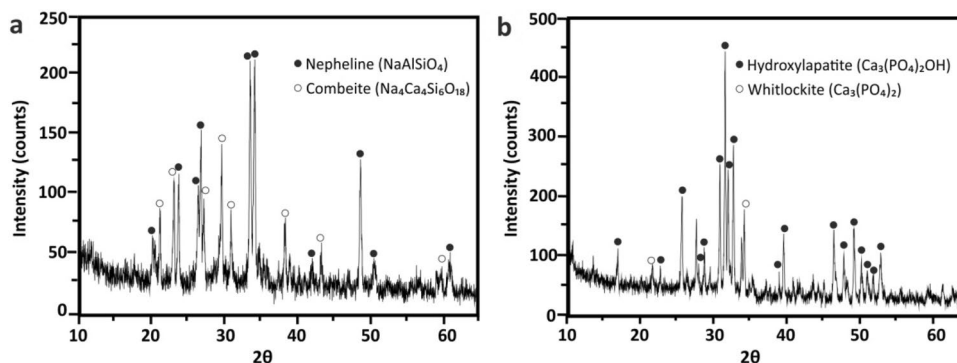 a
250
200
150
100
50
0
Intensity (counts)
10 20 30 40 50 60
2θ
Nepheline (NaAlSiO₄)
Combeite (Na₄Ca₄Si₆O₁₈)
b
500
400
300
200
100
0
Intensity (counts)
10 20 30 40 50 60
2θ
Hydroxylapatite (Ca₃(PO₄)₂OH)
Whitlockite (Ca₃(PO₄)₂)